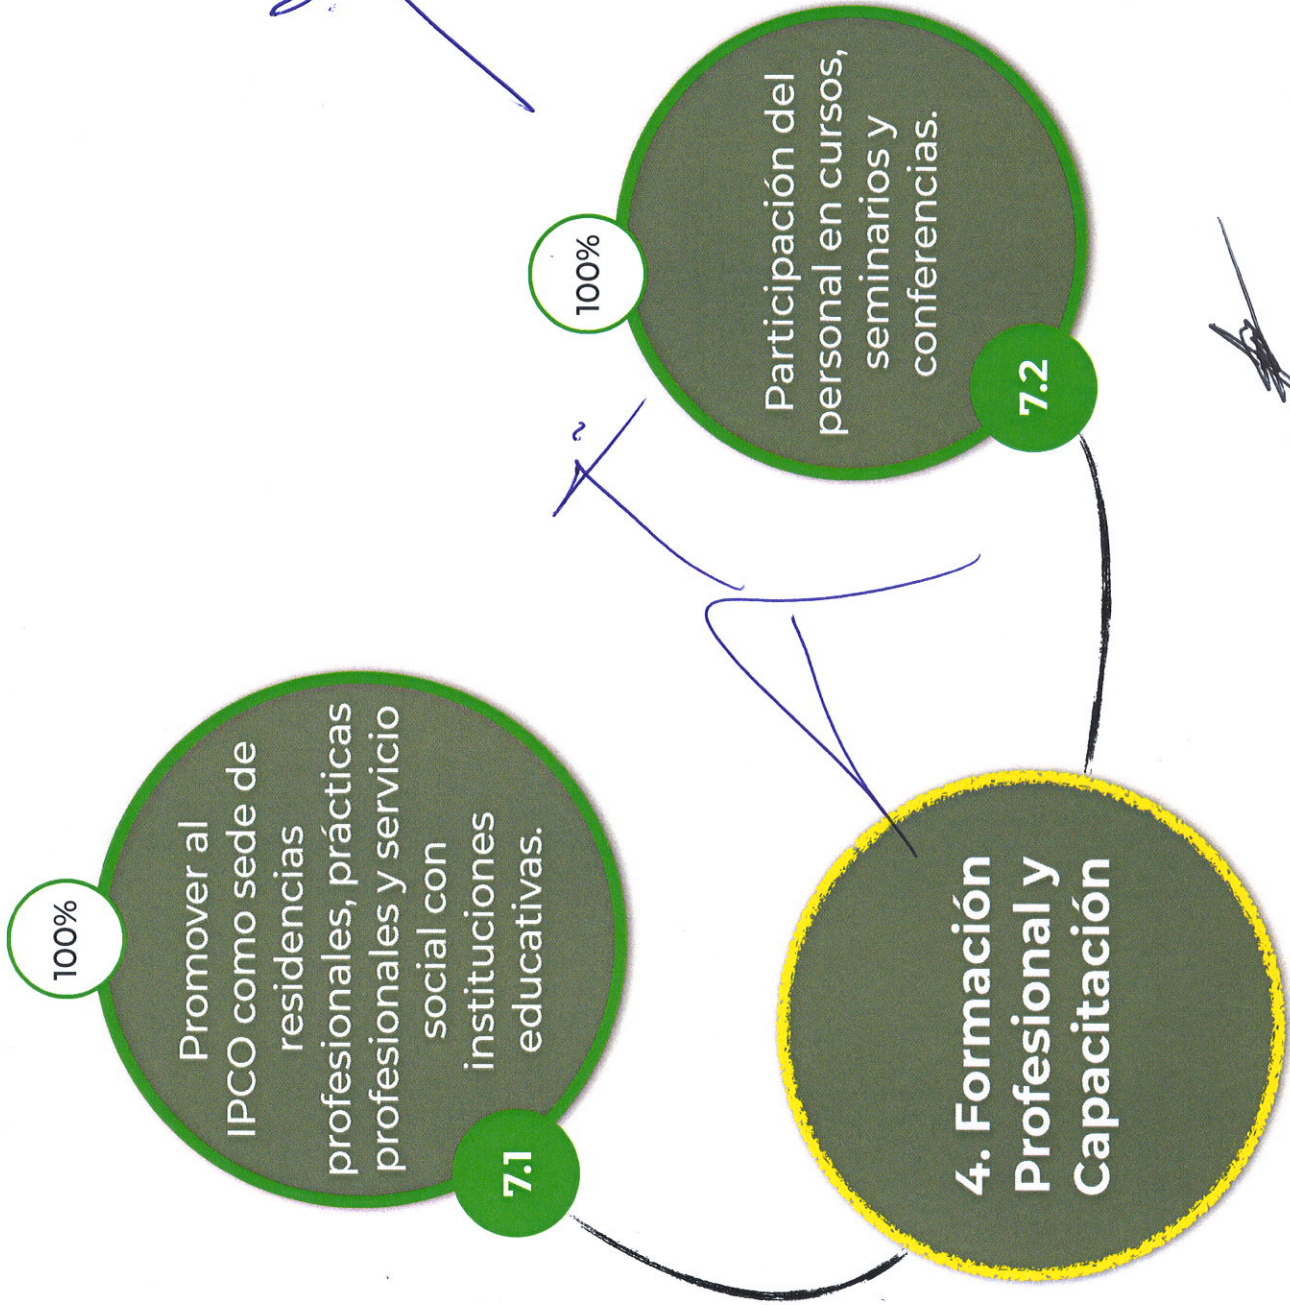 100%
Promover al
IPCO como sede de
residencias
profesionales, prácticas
profesionales y servicio
social con
instituciones
educativas.
7.1
100%
Participación del
personal en cursos,
seminarios y
conferencias.
7.2
4. Formación
Profesional y
Capacitación